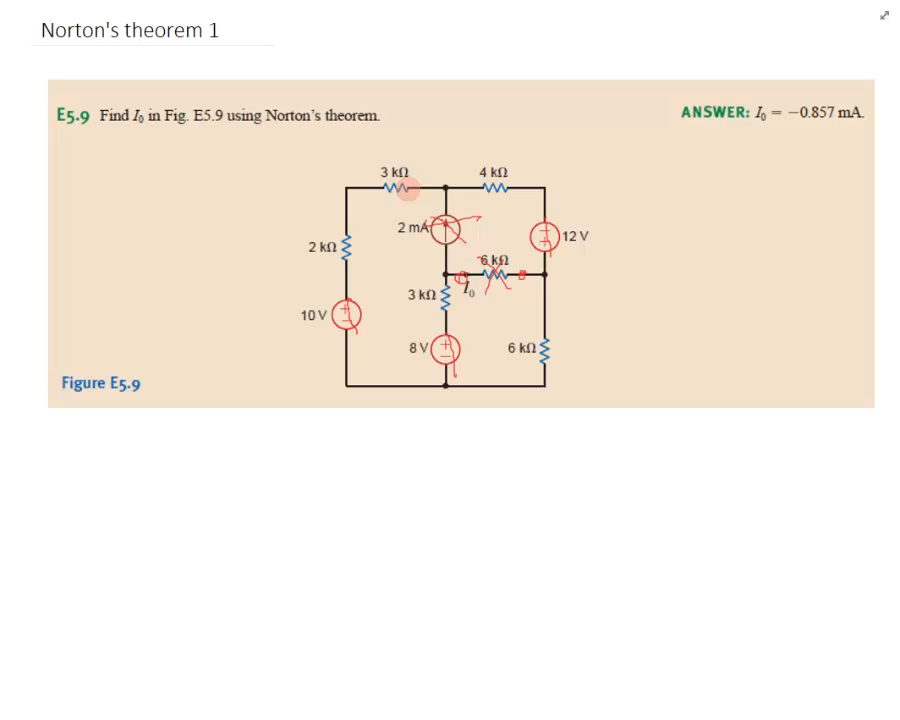 Norton's theorem 1
E5.9 Find I₀ in Fig. E5.9 using Norton's theorem.
ANSWER: I₀ = −0.857 mA.
3 kΩ
4 kΩ
2 mA
12 V
2 kΩ
6 kΩ
3 kΩ
I₀
10 V
8 V
6 kΩ
Figure E5.9